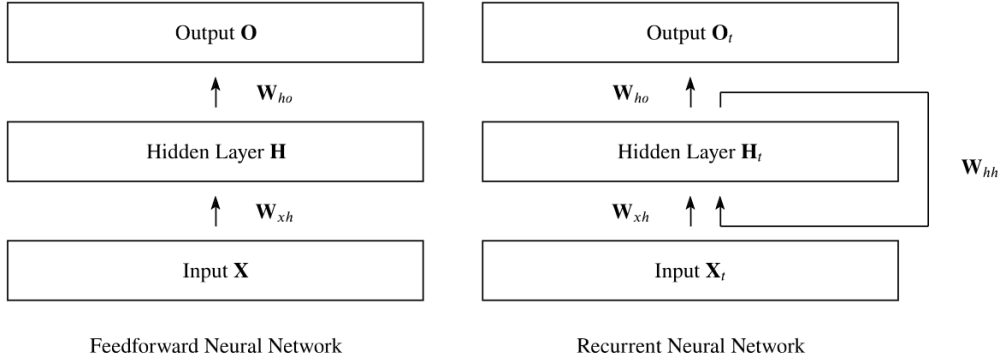 Output O
W_ho
Hidden Layer H
W_xh
Input X
Feedforward Neural Network
Output O_t
W_ho
Hidden Layer H_t
W_hh
W_xh
Input X_t
Recurrent Neural Network